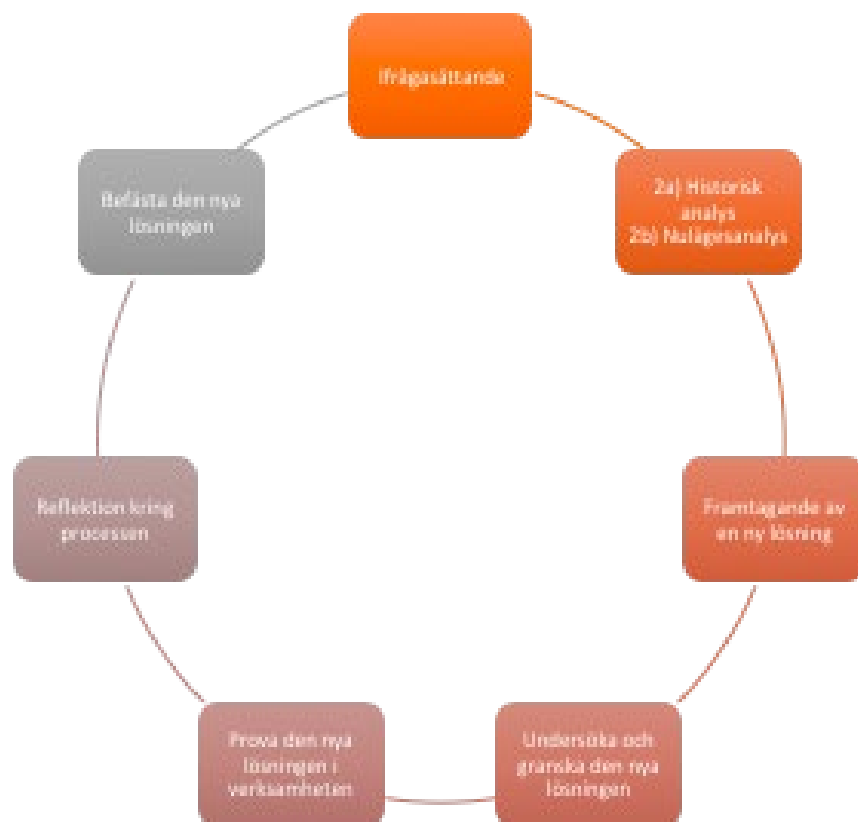 Ifrågasättande
2a) Historisk
analys
2b) Nulägesanalys
Framtagande av
en ny lösning
Undersöka och
granska den nya
lösningen
Prova den nya
lösningen i
verksamheten
Reflektion kring
processen
Befästa den nya
lösningen